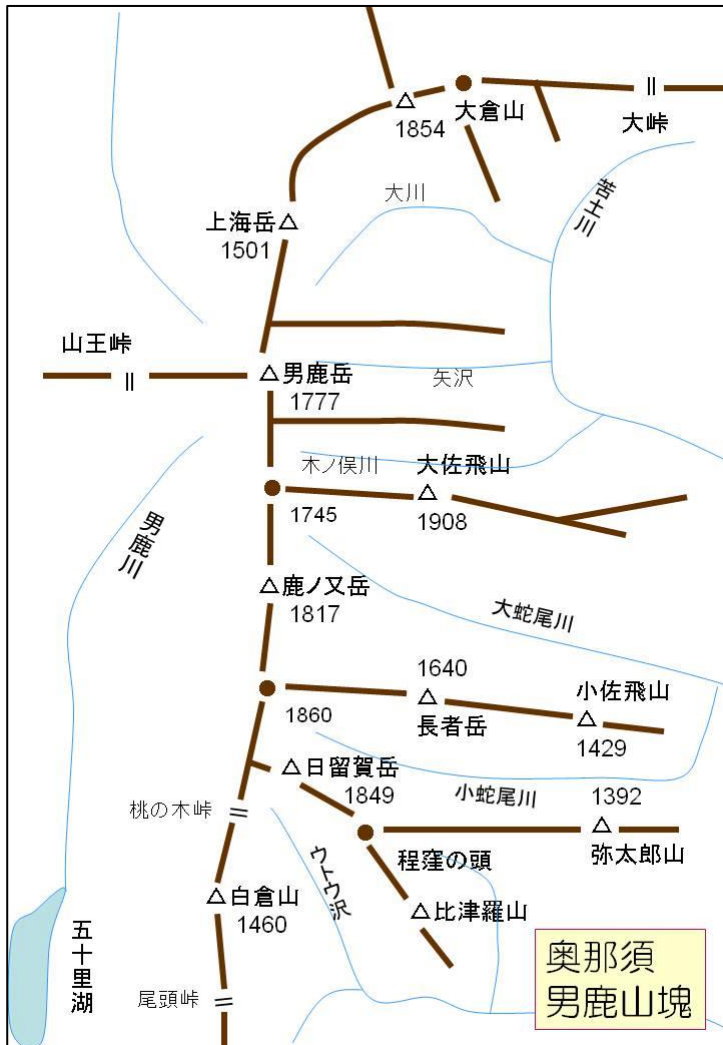 1854
大倉山
大峠
大川
苦土川
上海岳
1501
山王峠
男鹿岳
1777
矢沢
木ノ俣川
大佐飛山
1745
1908
男鹿川
鹿ノ又岳
1817
大蛇尾川
1640
小佐飛山
1860
長者岳
1429
日留賀岳
1849
小蛇尾川
1392
桃の木峠
程窪の頭
弥太郎山
ウトウ沢
白倉山
1460
比津羅山
五十里湖
尾頭峠
奥那須
男鹿山塊